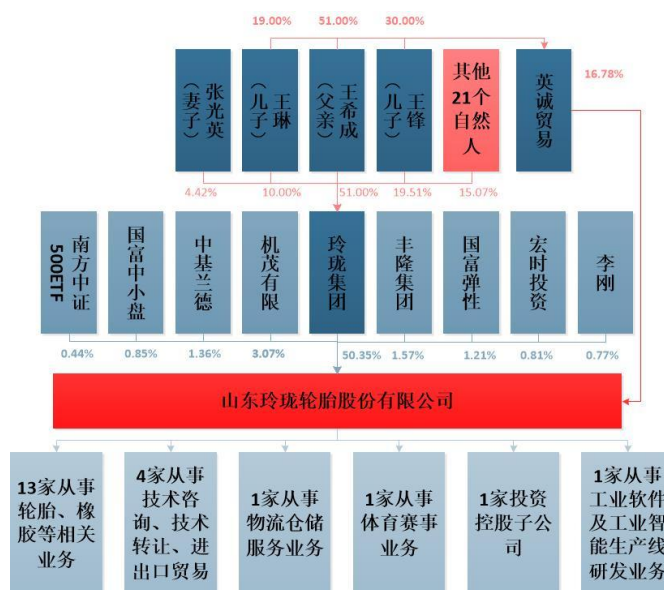 19.00%
51.00%
30.00%
张光英
（妻子）
王琳
（儿子）
王希成
（父亲）
王锋
（儿子）
其他
21个
自然
人
英诚贸易
16.78%
4.42%
10.00%
51.00%
19.51%
15.07%
南方中证
500ETF
国富中小盘
中基兰德
机茂有限
玲珑集团
丰隆集团
国富弹性
宏时投资
李刚
0.44%
0.85%
1.36%
3.07%
50.35%
1.57%
1.21%
0.81%
0.77%
山东玲珑轮胎股份有限公司
13家从事
轮胎、橡
胶等相关
业务
4家从事
技术咨
询、技术
转让、进
出口贸易
1家从事
物流仓储
服务业务
1家从事
体育赛事
业务
1家投资
控股子公
司
1家从事
工业软件
及工业智
能生产线
研发业务